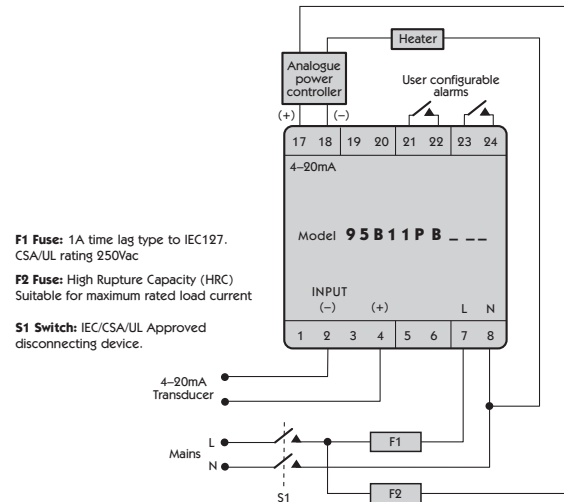 Heater
Analogue
power
controller
User configurable
alarms
(+) (-)
17 18 19 20 21 22 23 24
4–20mA
Model 95B11PB _ _ _
F1 Fuse: 1A time lag type to IEC127.
CSA/UL rating 250Vac
F2 Fuse: High Rupture Capacity (HRC)
Suitable for maximum rated load current
S1 Switch: IEC/CSA/UL Approved
disconnecting device.
INPUT
(-) (+) L N
1 2 3 4 5 6 7 8
4–20mA
Transducer
Mains
L
N
F1
S1
F2